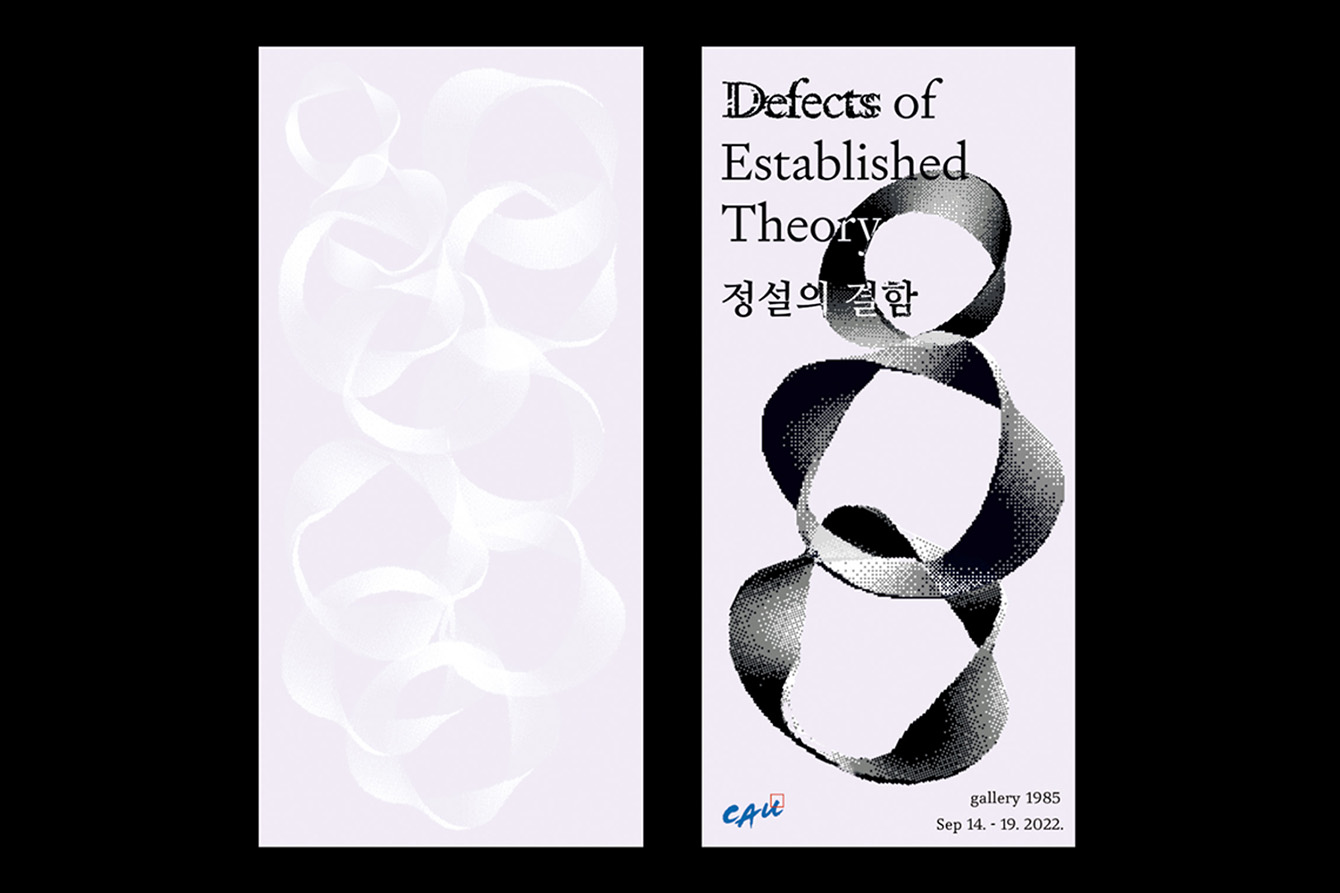 Defects of
Established
Theory
정설의 결함
CAU
gallery 1985
Sep 14. - 19. 2022.